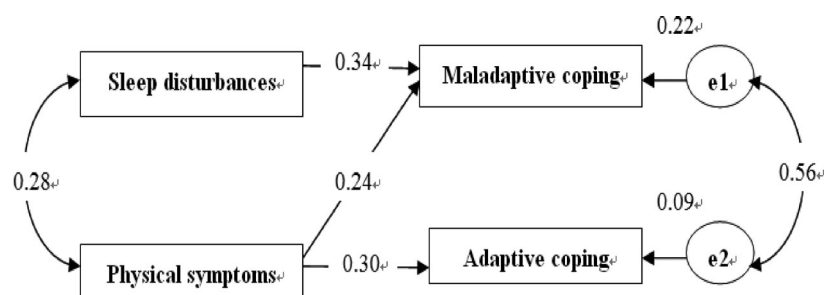 0.22
0.34
Sleep disturbances
Maladaptive coping
e1
0.28
0.24
0.56
0.09
Physical symptoms
0.30
Adaptive coping
e2